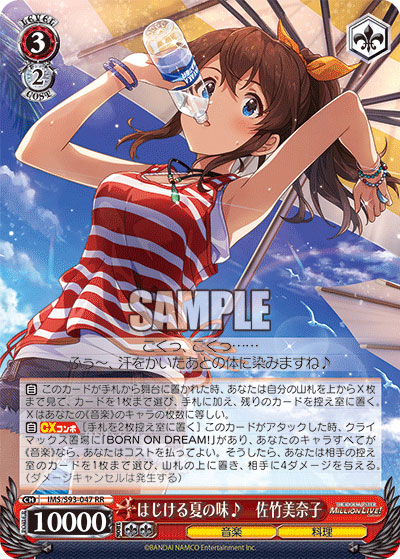 LEVEL
3
2
COST
SAMPLE
ごくっ、ごくっ……
ふぅ～、汗をかいたあとの体に染みますね♪
自 このカードが手札から舞台に置かれた時、あなたは自分の山札を上からX枚
まで見て、カードを1枚まで選び、手札に加え、残りのカードを控え室に置く。
Xはあなたの《音楽》のキャラの枚数に等しい。
自 CXコンボ ［手札を2枚控え室に置く］ このカードがアタックした時、クライ
マックス置場に「BORN ON DREAM!」があり、あなたのキャラすべてが
《音楽》なら、あなたはコストを払ってよい。そうしたら、あなたは相手のキャ
ラを1枚まで選び、山札の上に置き、相手に4ダメージを与える。
（ダメージキャンセルは発生する）
CH IMS/S93-047 RR
10000
はじける夏の味♪ 佐竹美奈子
THE IDOLM@STER
MILLION LIVE!
音楽
料理
©BANDAI NAMCO Entertainment Inc.